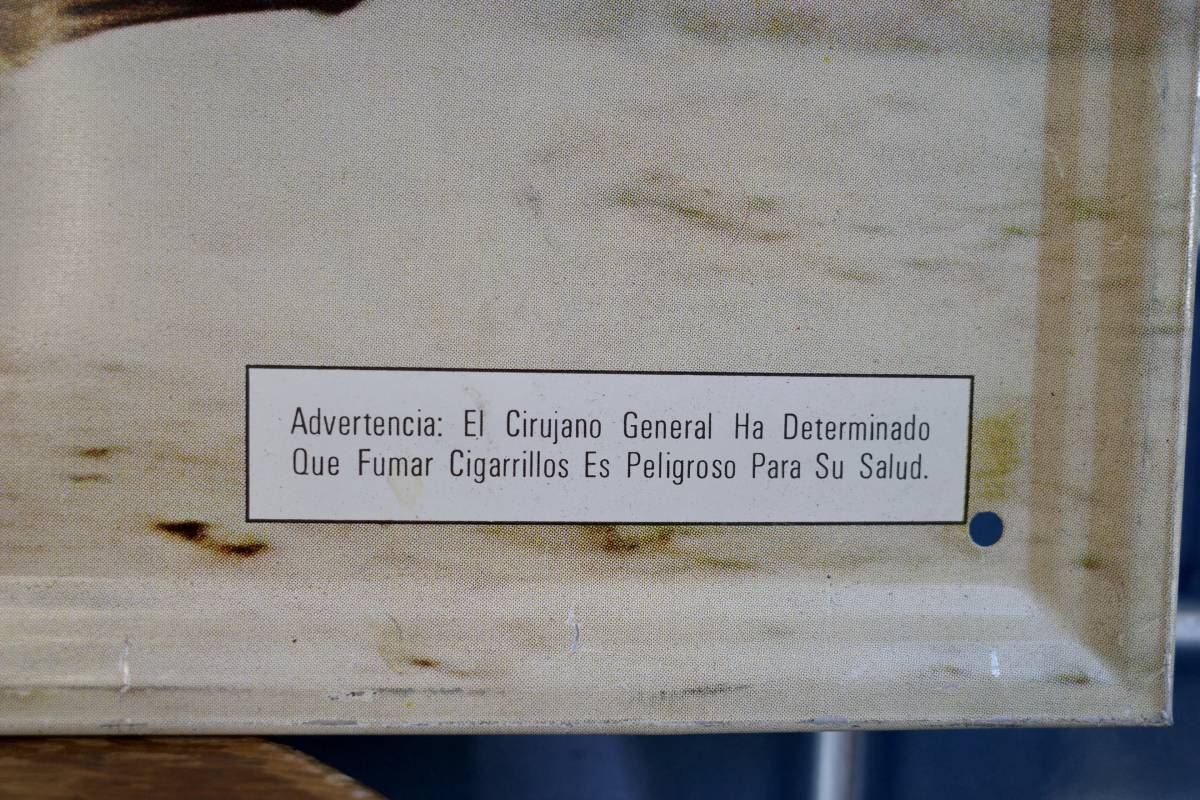 Advertencia: El Cirujano General Ha Determinado
Que Fumar Cigarrillos Es Peligroso Para Su Salud.